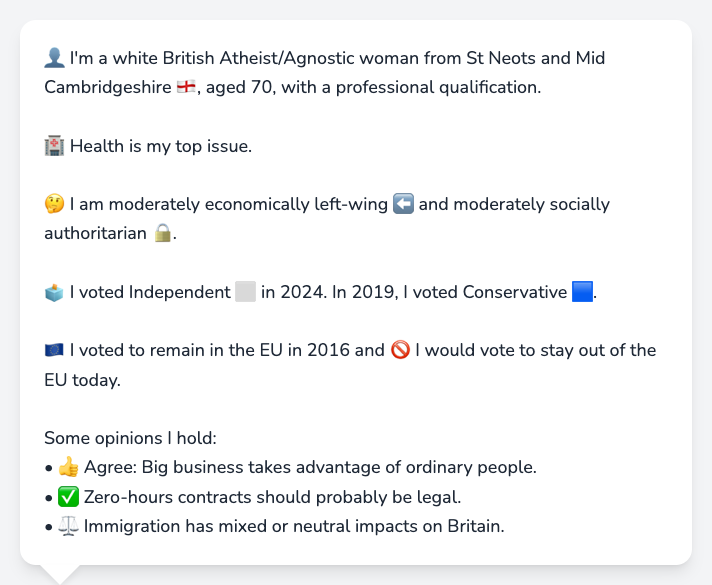 👤 I'm a white British Atheist/Agnostic woman from St Neots and Mid
Cambridgeshire 🏴󠁧󠁢󠁥󠁮󠁧󠁿, aged 70, with a professional qualification.
🏥 Health is my top issue.
🤔 I am moderately economically left-wing ⬅️ and moderately socially
authoritarian 🔒.
🗳️ I voted Independent ⬜ in 2024. In 2019, I voted Conservative 🟦.
🇪🇺 I voted to remain in the EU in 2016 and 🚫 I would vote to stay out of the
EU today.
Some opinions I hold:
• 👍 Agree: Big business takes advantage of ordinary people.
• ✅ Zero-hours contracts should probably be legal.
• ⚖️ Immigration has mixed or neutral impacts on Britain.